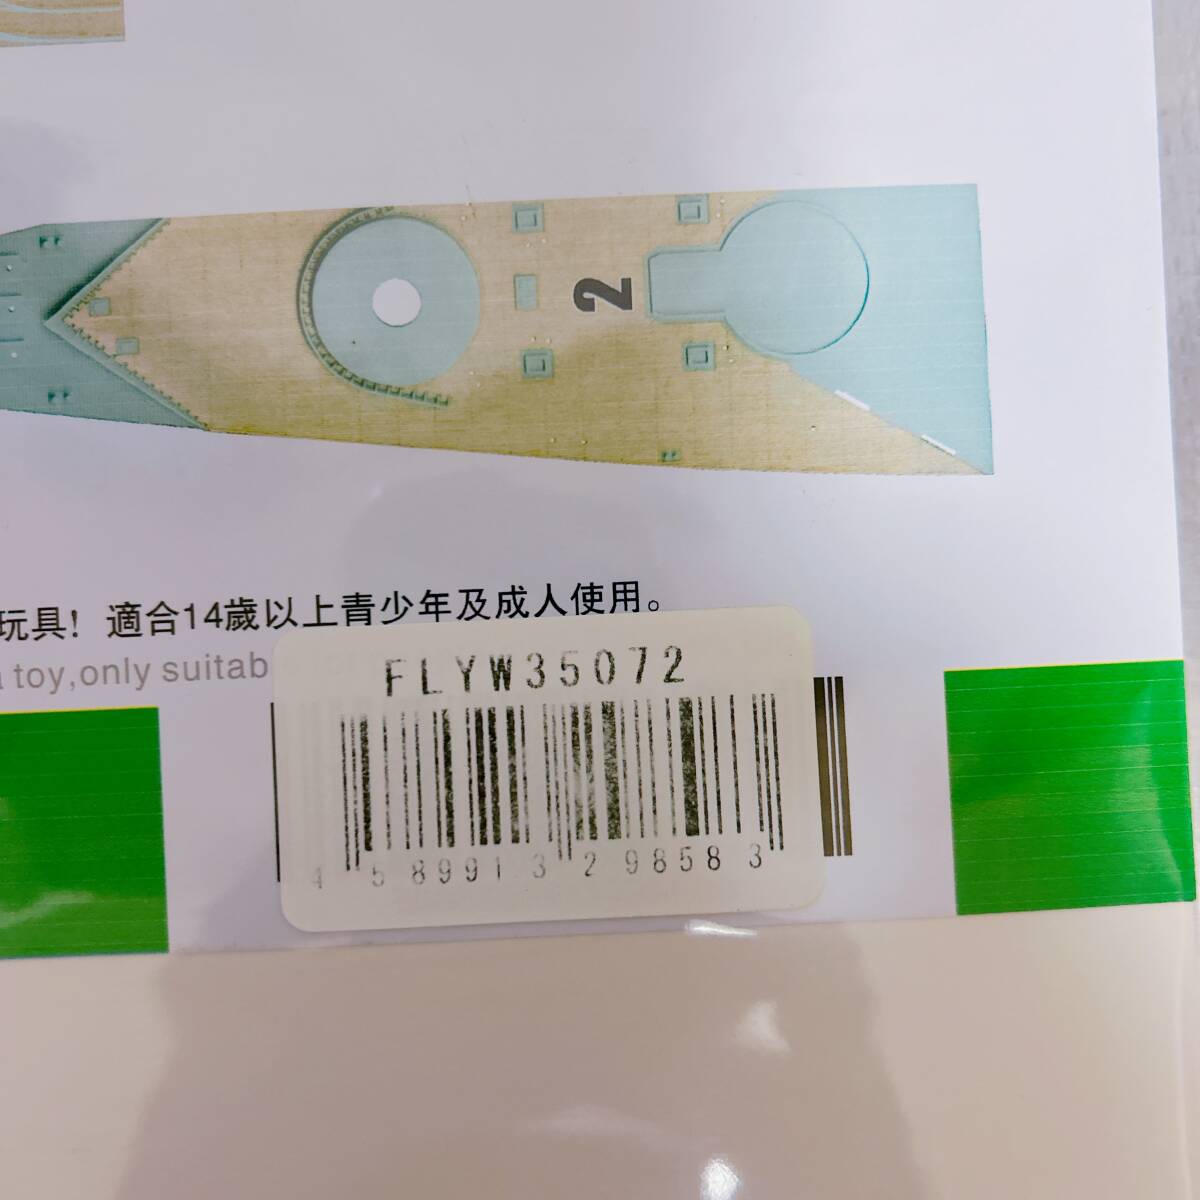 2
玩具！適合14歲以上青少年及成人使用。
toy,only suitab
FLYW35072
4 589913 298583